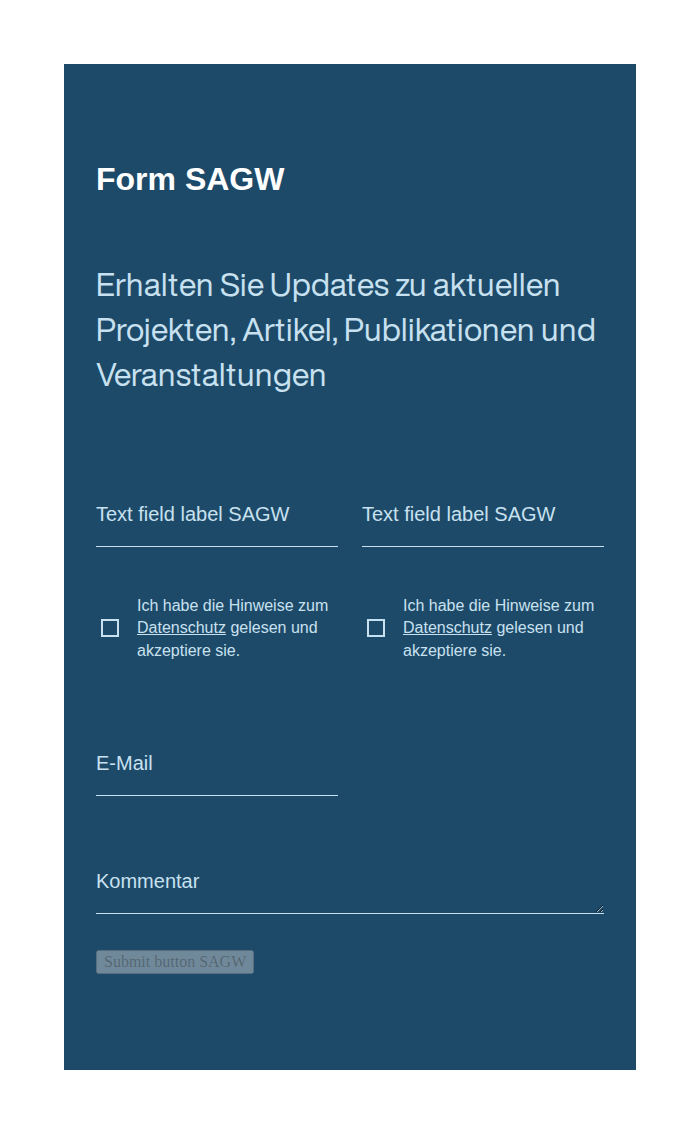 Form SAGW
Erhalten Sie Updates zu aktuellen
Projekten, Artikel, Publikationen und
Veranstaltungen
Text field label SAGW
Text field label SAGW
Ich habe die Hinweise zum
Datenschutz gelesen und
akzeptiere sie.
Ich habe die Hinweise zum
Datenschutz gelesen und
akzeptiere sie.
E-Mail
Kommentar
Submit button SAGW